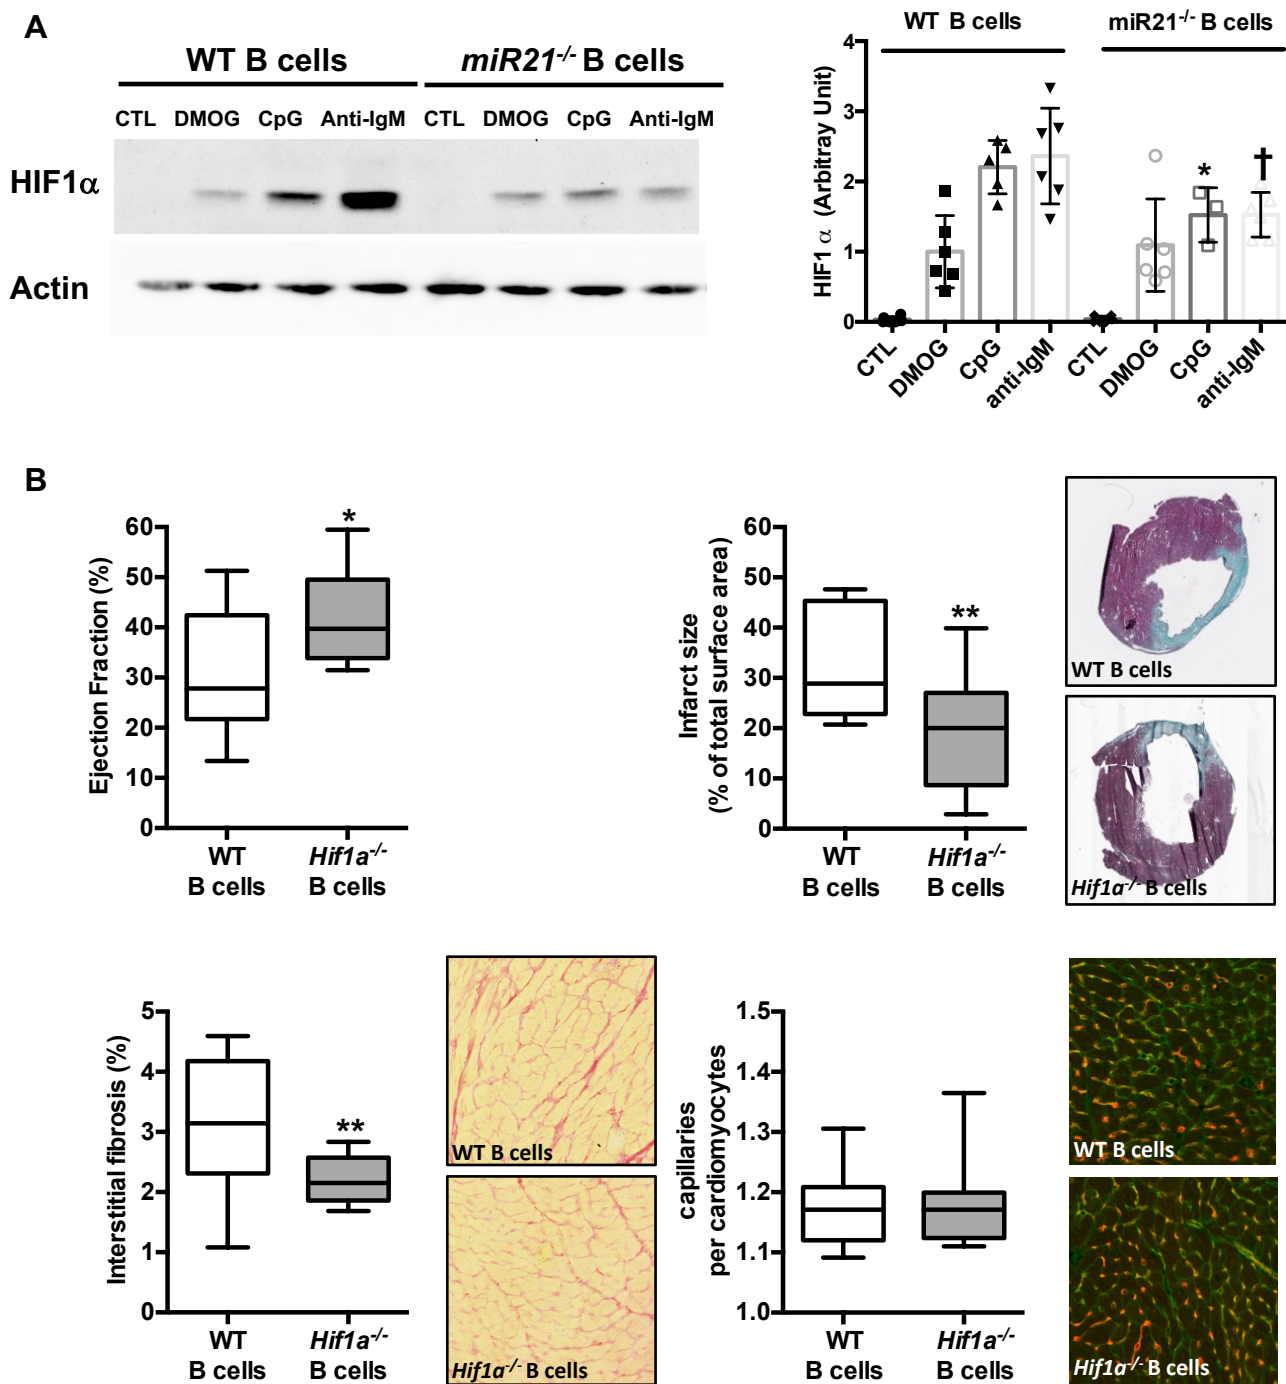 A
WT B cells
miR21-/- B cells
CTL DMOG CpG Anti-IgM CTL DMOG CpG Anti-IgM
HIF1α
Actin
WT B cells
miR21-/- B cells
HIF1 α (Arbitray Unit)
4
3
2
1
0
*
†
CTL
DMOG
CpG
anti-IgM
CTL
DMOG
CpG
anti-IgM
B
Ejection Fraction (%)
60
50
40
30
20
10
0
*
WT
B cells
Hif1a-/-
B cells
Infarct size
(% of total surface area)
60
50
40
30
20
10
0
**
WT
B cells
Hif1a-/-
B cells
WT B cells
Hif1a-/- B cells
Interstitial fibrosis (%)
5
4
3
2
1
0
**
WT
B cells
Hif1a-/-
B cells
WT B cells
Hif1a-/- B cells
capillaries
per cardiomyocytes
1.5
1.4
1.3
1.2
1.1
1.0
WT
B cells
Hif1a-/-
B cells
WT B cells
Hif1a-/- B cells